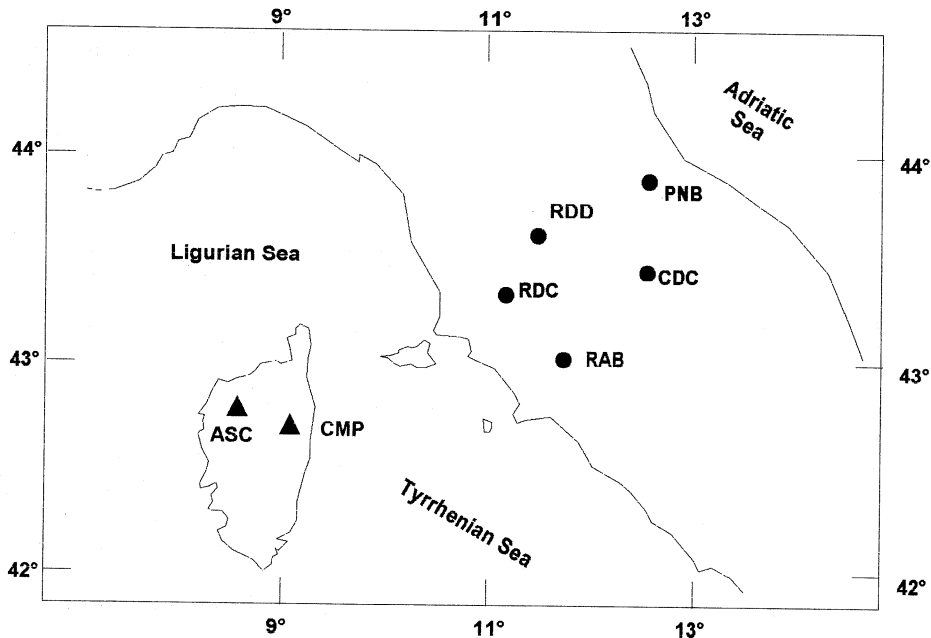 9°
11°
13°
Adriatic
Sea
44°
44°
PNB
RDD
Ligurian Sea
CDC
RDC
43°
RAB
43°
ASC
CMP
Tyrrhenian Sea
42°
42°
9°
11°
13°